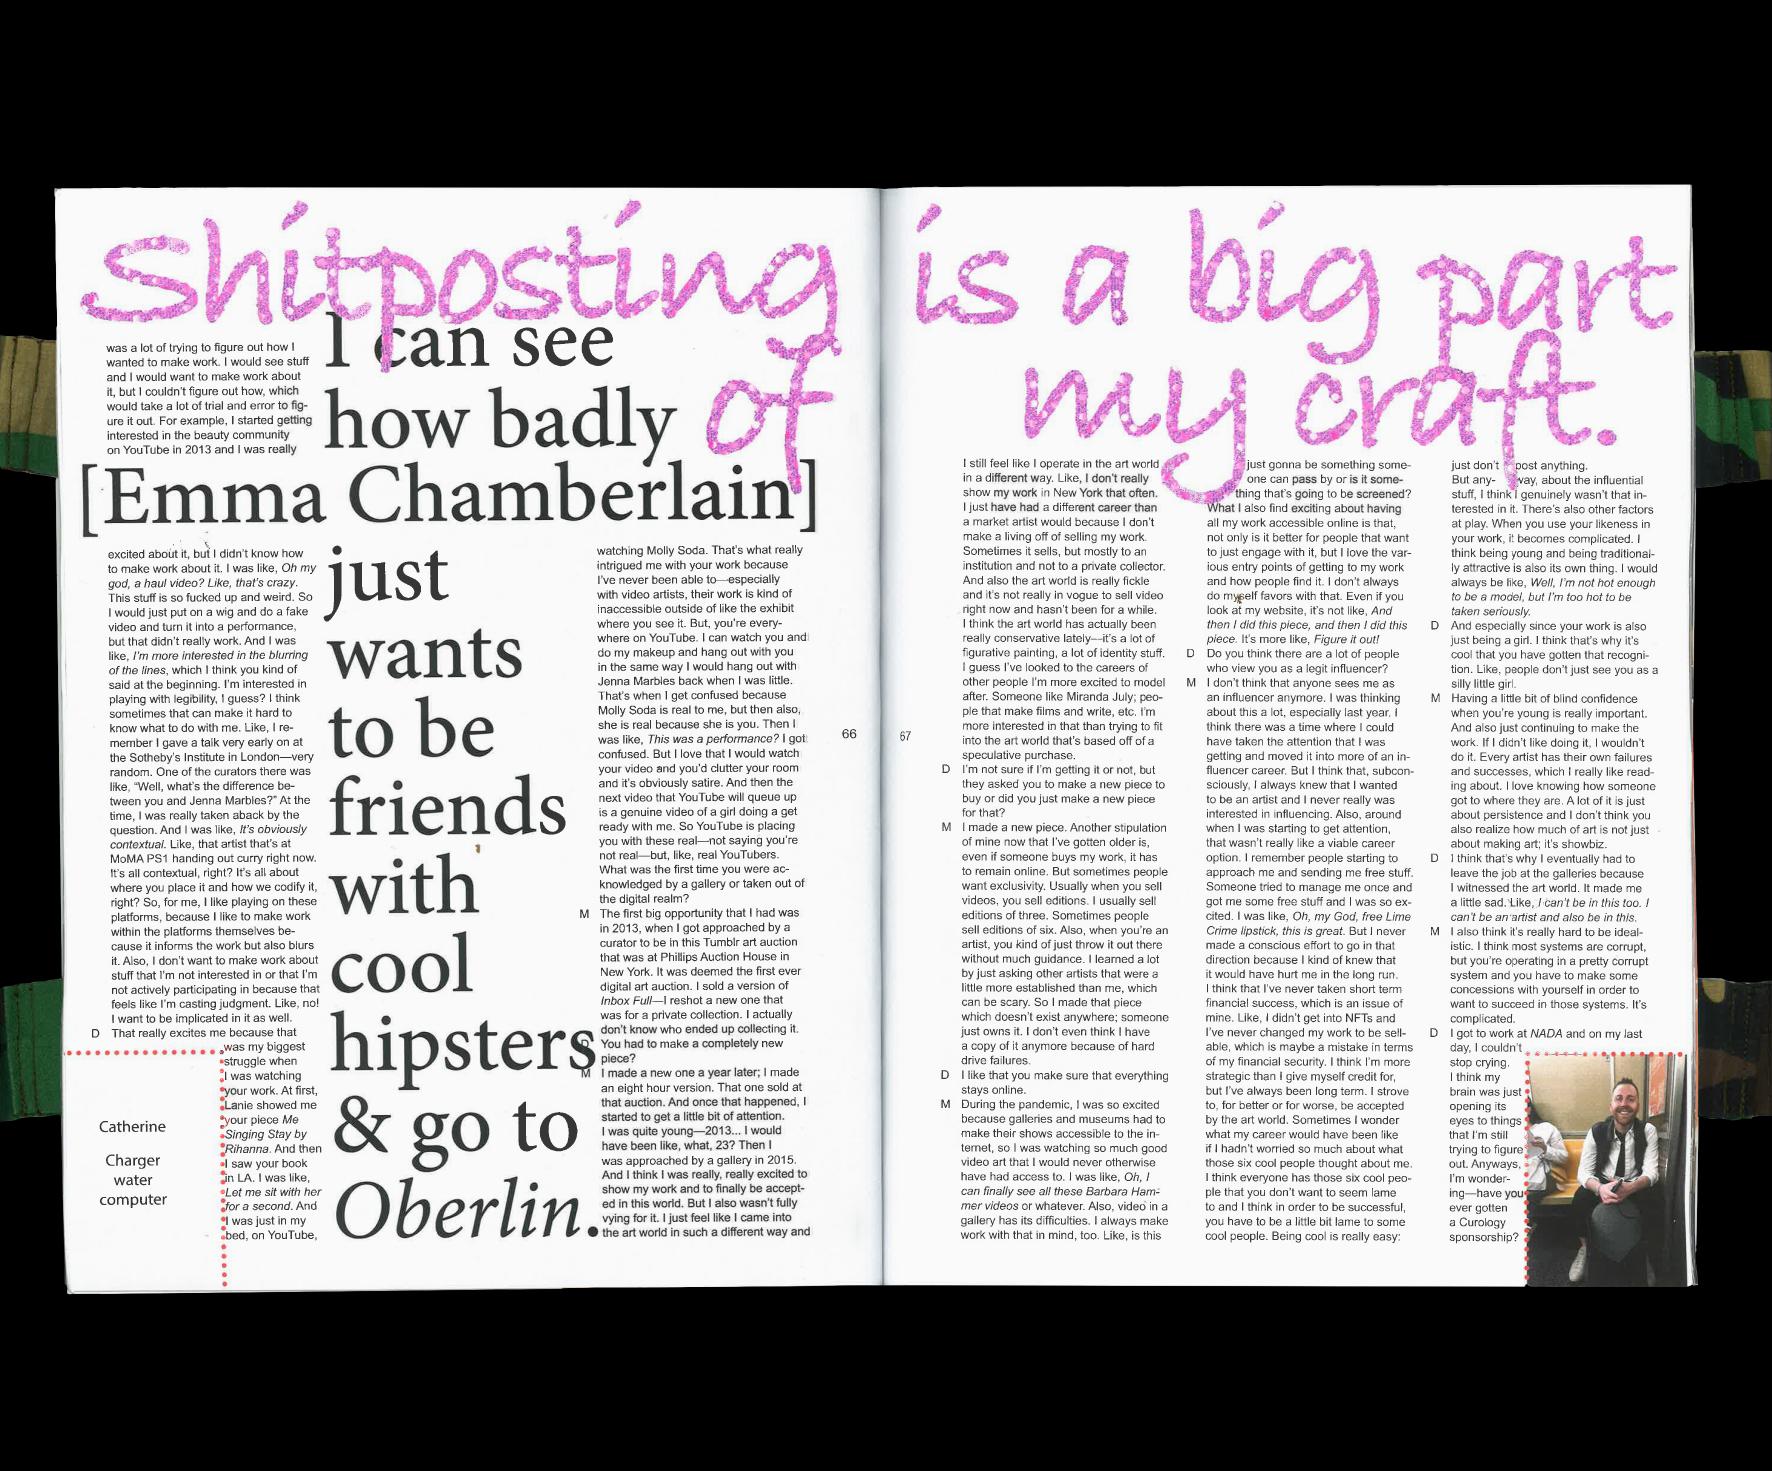 shitposting
of
I can see
how badly
[Emma Chamberlain]
just
wants
to be
friends
with
cool
hipsters
& go to
Oberlin.
was a lot of trying to figure out how I
wanted to make work. I would see stuff
and I would want to make work about
it, but I couldn't figure out how, which
would take a lot of trial and error to fig-
ure it out. For example, I started getting
interested in the beauty community
on YouTube in 2013 and I was really
excited about it, but I didn't know how
to make work about it. I was like, Oh my
god, a haul video? Like, that's crazy.
This stuff is so fucked up and weird. So
I would just put on a wig and do a fake
video and turn it into a performance,
but that didn't really work. And I was
like, I'm more interested in the blurring
of the lines, which I think you kind of
said at the beginning. I'm interested in
playing with legibility, I guess? I think
sometimes that can make it hard to
know what to do with me. Like, I re-
member I gave a talk very early on at
the Sotheby's Institute in London—very
random. One of the curators there was
like, "Well, what's the difference be-
tween you and Jenna Marbles?" At the
time, I was really taken aback by the
question. And I was like, It's obviously
contextual. Like, that artist that's at
MoMA PS1 handing out curry right now.
It's all contextual, right? It's all about
where you place it and how we codify it,
right? So, for me, I like playing on these
platforms, because I like to make work
within the platforms themselves be-
cause it informs the work but also blurs
it. Also, I don't want to make work about
stuff that I'm not interested in or that I'm
not actively participating in because that
feels like I'm casting judgment. Like, no!
I want to be implicated in it as well.
D That really excites me because that
was my biggest
struggle when
I was watching
your work. At first,
Lanie showed me
your piece Me
Singing Stay by
Rihanna. And then
I saw your book
in LA. I was like,
Let me sit with her
for a second. And
I was just in my
bed, on YouTube,
Catherine
Charger
water
computer
watching Molly Soda. That's what really
intrigued me with your work because
I've never been able to—especially
with video artists, their work is kind of
inaccessible outside of like the exhibit
where you see it. But, you're every-
where on YouTube. I can watch you and
do my makeup and hang out with you
in the same way I would hang out with
Jenna Marbles back when I was little.
That's when I get confused because
Molly Soda is real to me, but then also,
she is real because she is you. Then I
was like, This was a performance? I got
confused. But I love that I would watch
your video and you'd clutter your room
and it's obviously satire. And then the
next video that YouTube will queue up
is a genuine video of a girl doing a get
ready with me. So YouTube is placing
you with these real—not saying you're
not real—but, like, real YouTubers.
What was the first time you were ac-
knowledged by a gallery or taken out of
the digital realm?
M The first big opportunity that I had was
in 2013, when I got approached by a
curator to be in this Tumblr art auction
that was at Phillips Auction House in
New York. It was deemed the first ever
digital art auction. I sold a version of
Inbox Full—I reshot a new one that
was for a private collection. I actually
don't know who ended up collecting it.
D You had to make a completely new
piece?
M I made a new one a year later; I made
an eight hour version. That one sold at
that auction. And once that happened, I
started to get a little bit of attention.
I was quite young—2013... I would
have been like, what, 23? Then I
was approached by a gallery in 2015.
And I think I was really, really excited to
show my work and to finally be accept-
ed in this world. But I also wasn't fully
vying for it. I just feel like I came into
the art world in such a different way and
66
67
is a big part
my craft.
I still feel like I operate in the art world
in a different way. Like, I don't really
show my work in New York that often.
I just have had a different career than
a market artist would because I don't
make a living off of selling my work.
Sometimes it sells, but mostly to an
institution and not to a private collector.
And also the art world is really fickle
and it's not really in vogue to sell video
right now and hasn't been for a while.
I think the art world has actually been
really conservative lately—it's a lot of
figurative painting, a lot of identity stuff.
I guess I've looked to the careers of
other people I'm more excited to model
after. Someone like Miranda July; peo-
ple that make films and write, etc. I'm
more interested in that than trying to fit
into the art world that's based off of a
speculative purchase.
D I'm not sure if I'm getting it or not, but
they asked you to make a new piece to
buy or did you just make a new piece
for that?
M I made a new piece. Another stipulation
of mine now that I've gotten older is,
even if someone buys my work, it has
to remain online. But sometimes people
want exclusivity. Usually when you sell
videos, you sell editions. I usually sell
editions of three. Sometimes people
sell editions of six. Also, when you're an
artist, you kind of just throw it out there
without much guidance. I learned a lot
by just asking other artists that were a
little more established than me, which
can be scary. So I made that piece
which doesn't exist anywhere; someone
just owns it. I don't even think I have
a copy of it anymore because of hard
drive failures.
D I like that you make sure that everything
stays online.
M During the pandemic, I was so excited
because galleries and museums had to
make their shows accessible to the in-
ternet, so I was watching so much good
video art that I would never otherwise
have had access to. I was like, Oh, I
can finally see all these Barbara Ham-
mer videos or whatever. Also, video in a
gallery has its difficulties. I always make
work with that in mind, too. Like, is this
just gonna be something some-
one can pass by or is it some-
thing that's going to be screened?
What I also find exciting about having
all my work accessible online is that,
not only is it better for people that want
to just engage with it, but I love the var-
ious entry points of getting to my work
and how people find it. I don't always
do myself favors with that. Even if you
look at my website, it's not like, And
then I did this piece, and then I did this
piece. It's more like, Figure it out!
D Do you think there are a lot of people
who view you as a legit influencer?
M I don't think that anyone sees me as
an influencer anymore. I was thinking
about this a lot, especially last year. I
think there was a time where I could
have taken the attention that I was
getting and moved it into more of an in-
fluencer career. But I think that, subcon-
sciously, I always knew that I wanted
to be an artist and I never really was
interested in influencing. Also, around
when I was starting to get attention,
that wasn't really like a viable career
option. I remember people starting to
approach me and sending me free stuff.
Someone tried to manage me once and
got me some free stuff and I was so ex-
cited. I was like, Oh, my God, free Lime
Crime lipstick, this is great. But I never
made a conscious effort to go in that
direction because I kind of knew that
it would have hurt me in the long run.
I think that I've never taken short term
financial success, which is an issue of
mine. Like, I didn't get into NFTs and
I've never changed my work to be sell-
able, which is maybe a mistake in terms
of my financial security. I think I'm more
strategic than I give myself credit for,
but I've always been long term. I strove
to, for better or for worse, be accepted
by the art world. Sometimes I wonder
what my career would have been like
if I hadn't worried so much about what
those six cool people thought about me.
I think everyone has those six cool peo-
ple that you don't want to seem lame
to and I think in order to be successful,
you have to be a little bit lame to some
cool people. Being cool is really easy:
just don't post anything.
But any- way, about the influential
stuff, I think I genuinely wasn't that in-
terested in it. There's also other factors
at play. When you use your likeness in
your work, it becomes complicated. I
think being young and being traditional-
ly attractive is also its own thing. I would
always be like, Well, I'm not hot enough
to be a model, but I'm too hot to be
taken seriously.
D And especially since your work is also
just being a girl. I think that's why it's
cool that you have gotten that recogni-
tion. Like, people don't just see you as a
silly little girl.
M Having a little bit of blind confidence
when you're young is really important.
And also just continuing to make the
work. If I didn't like doing it, I wouldn't
do it. Every artist has their own failures
and successes, which I really like read-
ing about. I love knowing how someone
got to where they are. A lot of it is just
about persistence and I don't think you
also realize how much of art is not just
about making art; it's showbiz.
D I think that's why I eventually had to
leave the job at the galleries because
I witnessed the art world. It made me
a little sad. Like, I can't be in this too. I
can't be an artist and also be in this.
M I also think it's really hard to be ideal-
istic. I think most systems are corrupt,
but you're operating in a pretty corrupt
system and you have to make some
concessions with yourself in order to
want to succeed in those systems. It's
complicated.
D I got to work at NADA and on my last
day, I couldn't
stop crying.
I think my
brain was just
opening its
eyes to things
that I'm still
trying to figure
out. Anyways,
I'm wonder-
ing—have you
ever gotten
a Curology
sponsorship?